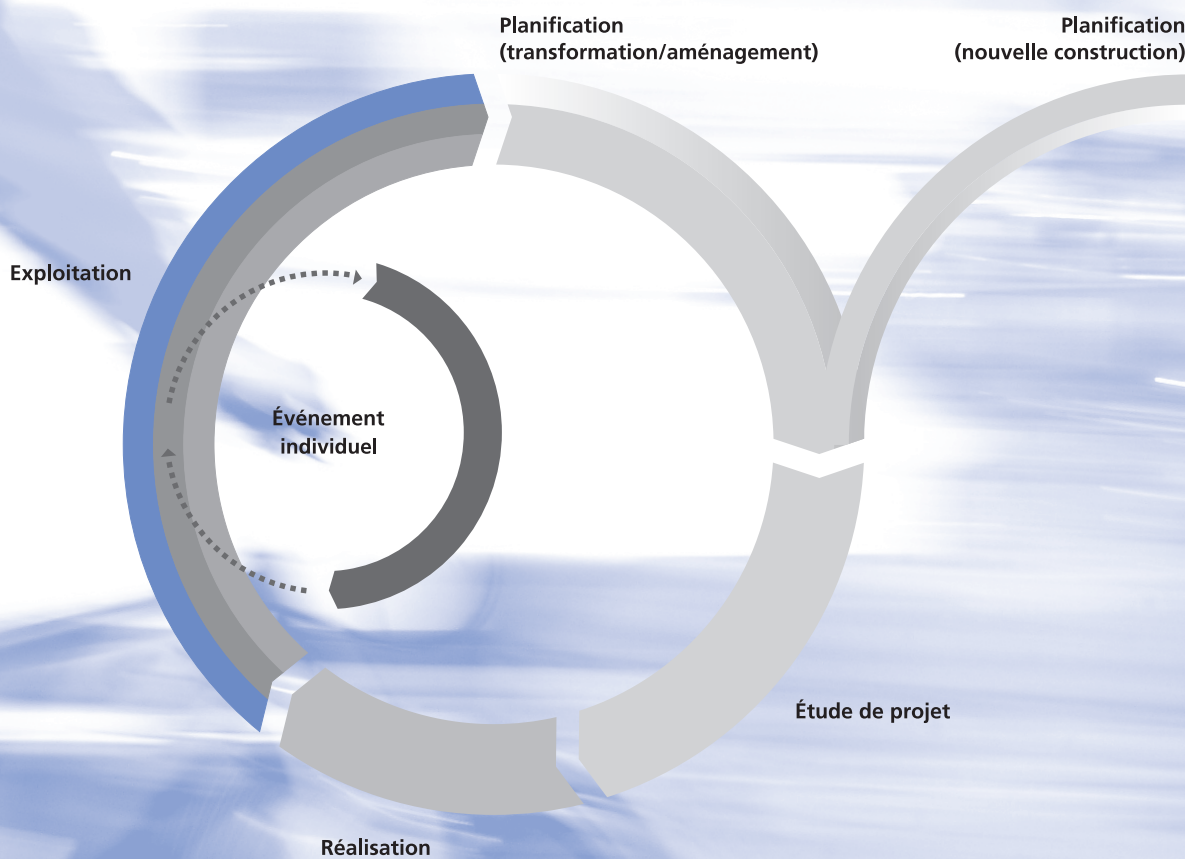 Planification
(transformation/aménagement)
Planification
(nouvelle construction)
Exploitation
Événement
individuel
Étude de projet
Réalisation